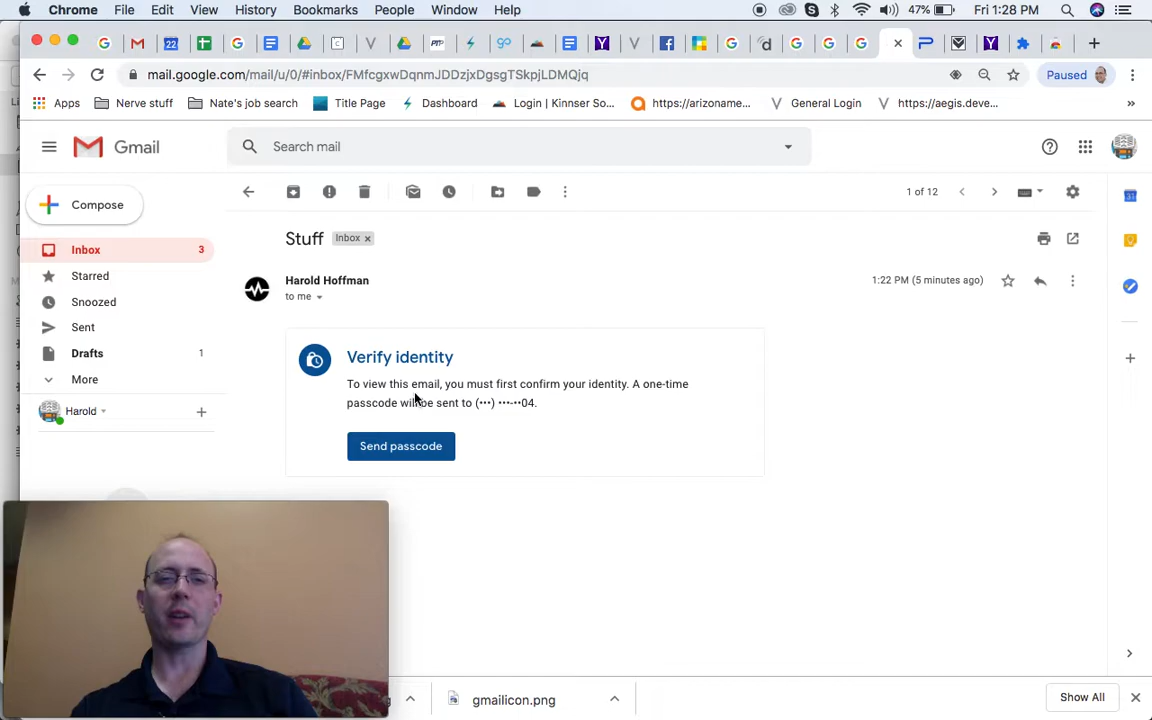 Chrome File Edit View History Bookmarks People Window Help 47% Fri 1:28 PM
mail.google.com/mail/u/0/#inbox/FMfcgxwDqnmJDDzjxDgsgTSkpjLDMQjq Paused
Apps Nerve stuff Nate's job search Title Page Dashboard Login | Kinnser So... https://arizoname... General Login https://aegis.deve... »
Gmail Search mail
Compose 1 of 12
Stuff Inbox x
Inbox 3
Starred
Snoozed
Sent
Drafts 1
More
Harold
Harold Hoffman 1:22 PM (5 minutes ago)
to me
Verify identity
To view this email, you must first confirm your identity. A one-time
passcode will be sent to (•••) •••-••04.
Send passcode
gmailicon.png Show All